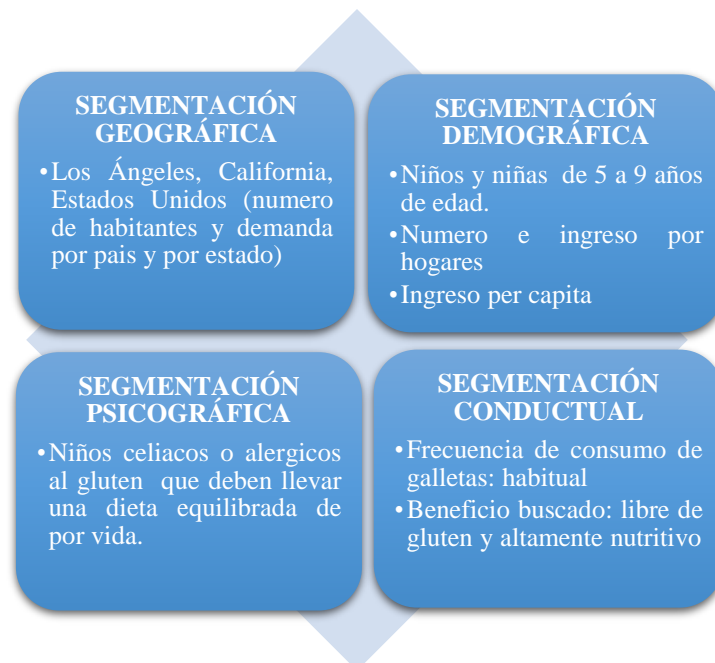 SEGMENTACIÓN
GEOGRÁFICA
•Los Ángeles, California,
Estados Unidos (numero
de habitantes y demanda
por pais y por estado)
SEGMENTACIÓN
DEMOGRÁFICA
•Niños y niñas de 5 a 9 años
de edad.
•Numero e ingreso por
hogares
•Ingreso per capita
SEGMENTACIÓN
PSICOGRÁFICA
•Niños celiacos o alergicos
al gluten que deben llevar
una dieta equilibrada de
por vida.
SEGMENTACIÓN
CONDUCTUAL
•Frecuencia de consumo de
galletas: habitual
•Beneficio buscado: libre de
gluten y altamente nutritivo